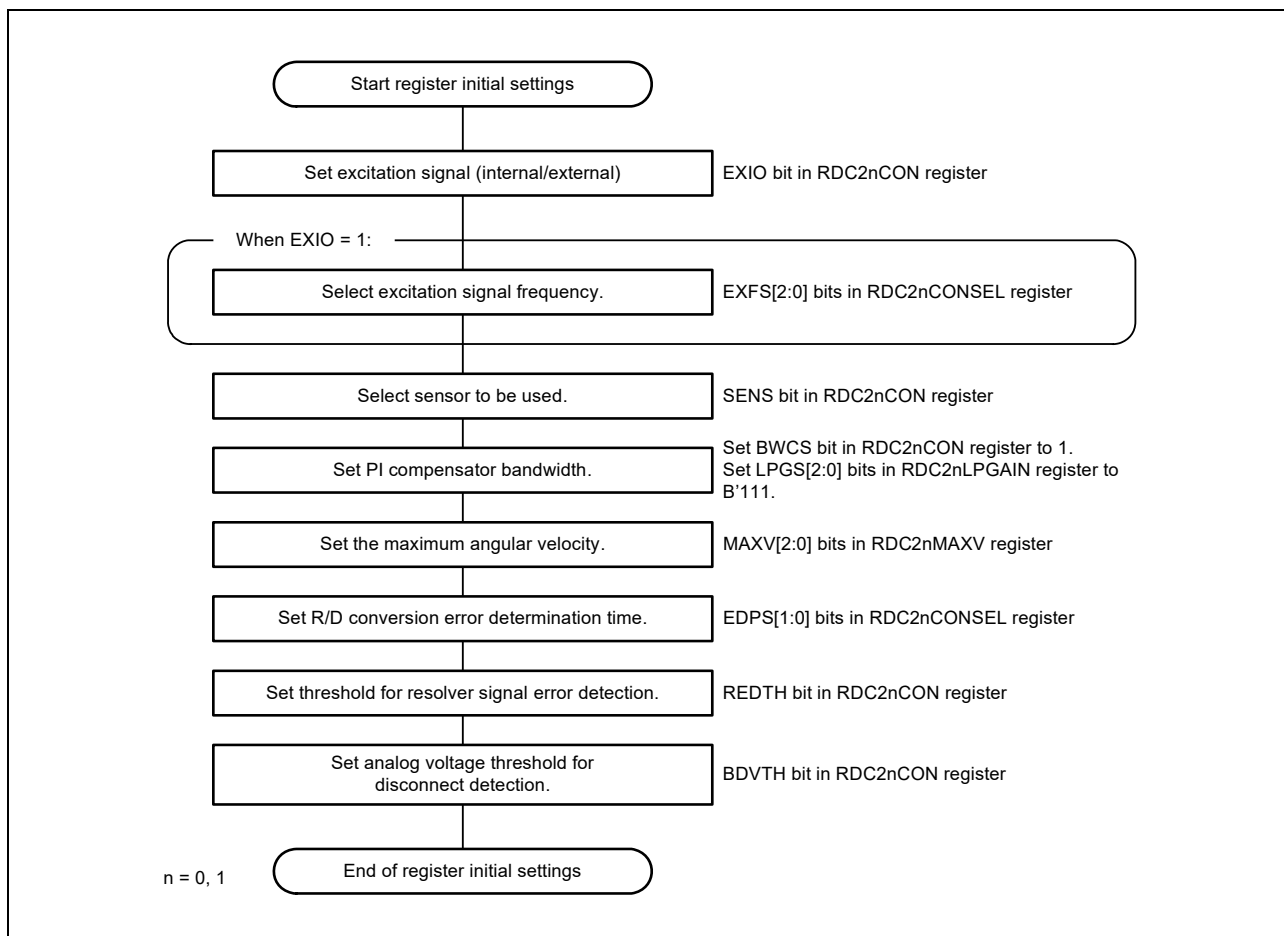 Start register initial settings
Set excitation signal (internal/external)
EXIO bit in RDC2nCON register
When EXIO = 1:
Select excitation signal frequency.
EXFS[2:0] bits in RDC2nCONSEL register
Select sensor to be used.
SENS bit in RDC2nCON register
Set PI compensator bandwidth.
Set BWCS bit in RDC2nCON register to 1.
Set LPGS[2:0] bits in RDC2nLPGAIN register to
B’111.
Set the maximum angular velocity.
MAXV[2:0] bits in RDC2nMAXV register
Set R/D conversion error determination time.
EDPS[1:0] bits in RDC2nCONSEL register
Set threshold for resolver signal error detection.
REDTH bit in RDC2nCON register
Set analog voltage threshold for
disconnect detection.
BDVTH bit in RDC2nCON register
End of register initial settings
n = 0, 1